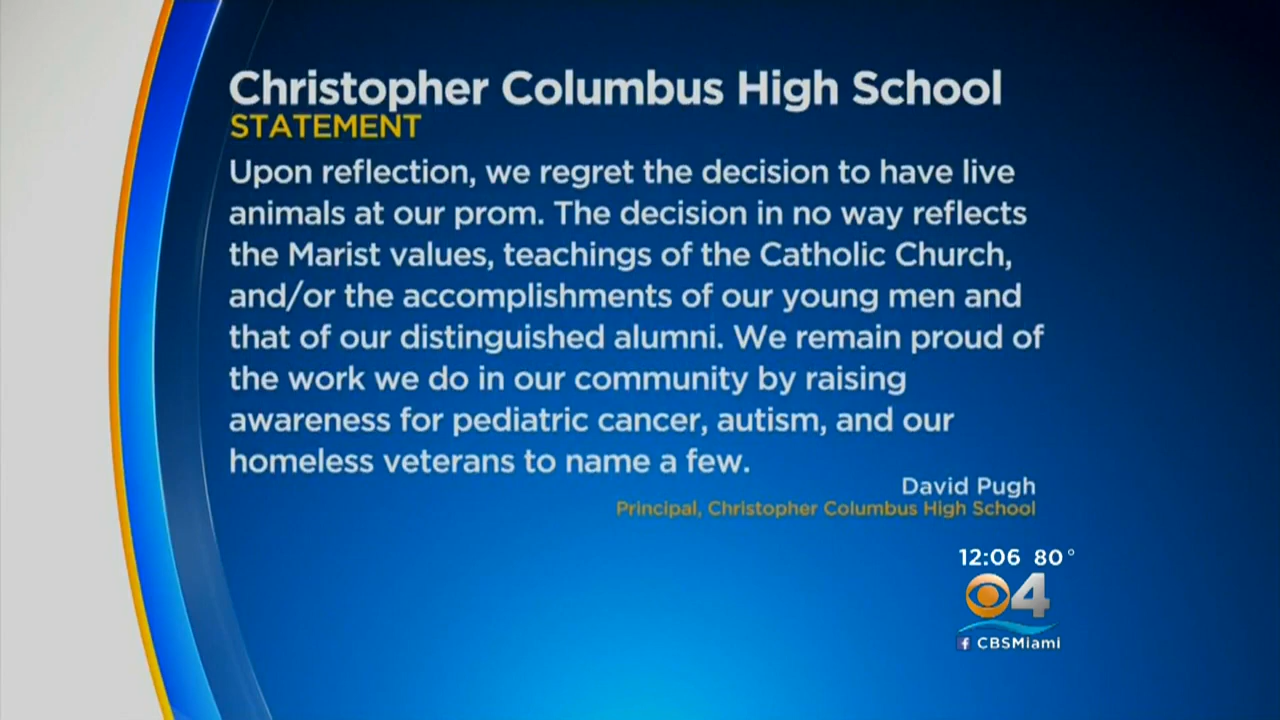 Christopher Columbus High School
STATEMENT
Upon reflection, we regret the decision to have live
animals at our prom. The decision in no way reflects
the Marist values, teachings of the Catholic Church,
and/or the accomplishments of our young men and
that of our distinguished alumni. We remain proud of
the work we do in our community by raising
awareness for pediatric cancer, autism, and our
homeless veterans to name a few.
David Pugh
Principal, Christopher Columbus High School
12:06 80°
4
f CBSMiami